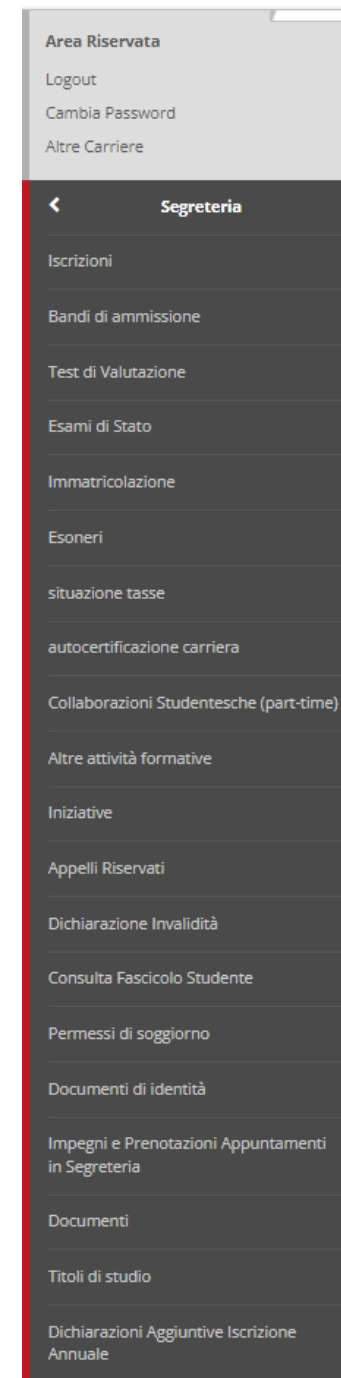 Area Riservata
Logout
Cambia Password
Altre Carriere
Segreteria
Iscrizioni
Bandi di ammissione
Test di Valutazione
Esami di Stato
Immatricolazione
Esoneri
situazione tasse
autocertificazione carriera
Collaborazioni Studentesche (part-time)
Altre attività formative
Iniziative
Appelli Riservati
Dichiarazione Invalidità
Consulta Fascicolo Studente
Permessi di soggiorno
Documenti di identità
Impegni e Prenotazioni Appuntamenti
in Segreteria
Documenti
Titoli di studio
Dichiarazioni Aggiuntive Iscrizione
Annuale